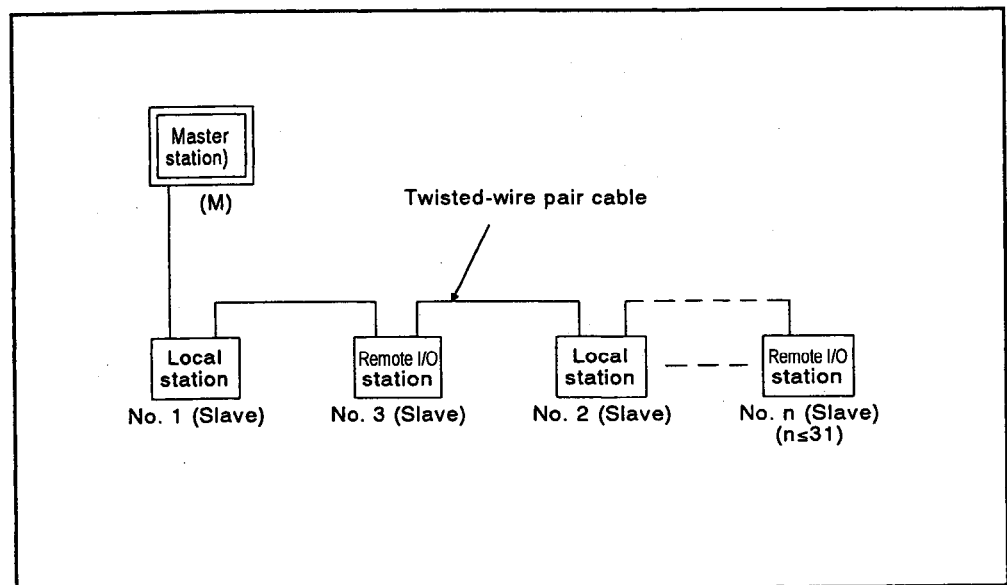 Master
station)
(M)
Twisted-wire pair cable
Local
station
No. 1 (Slave)
Remote I/O
station
No. 3 (Slave)
Local
station
No. 2 (Slave)
Remote I/O
station
No. n (Slave)
(n≤31)